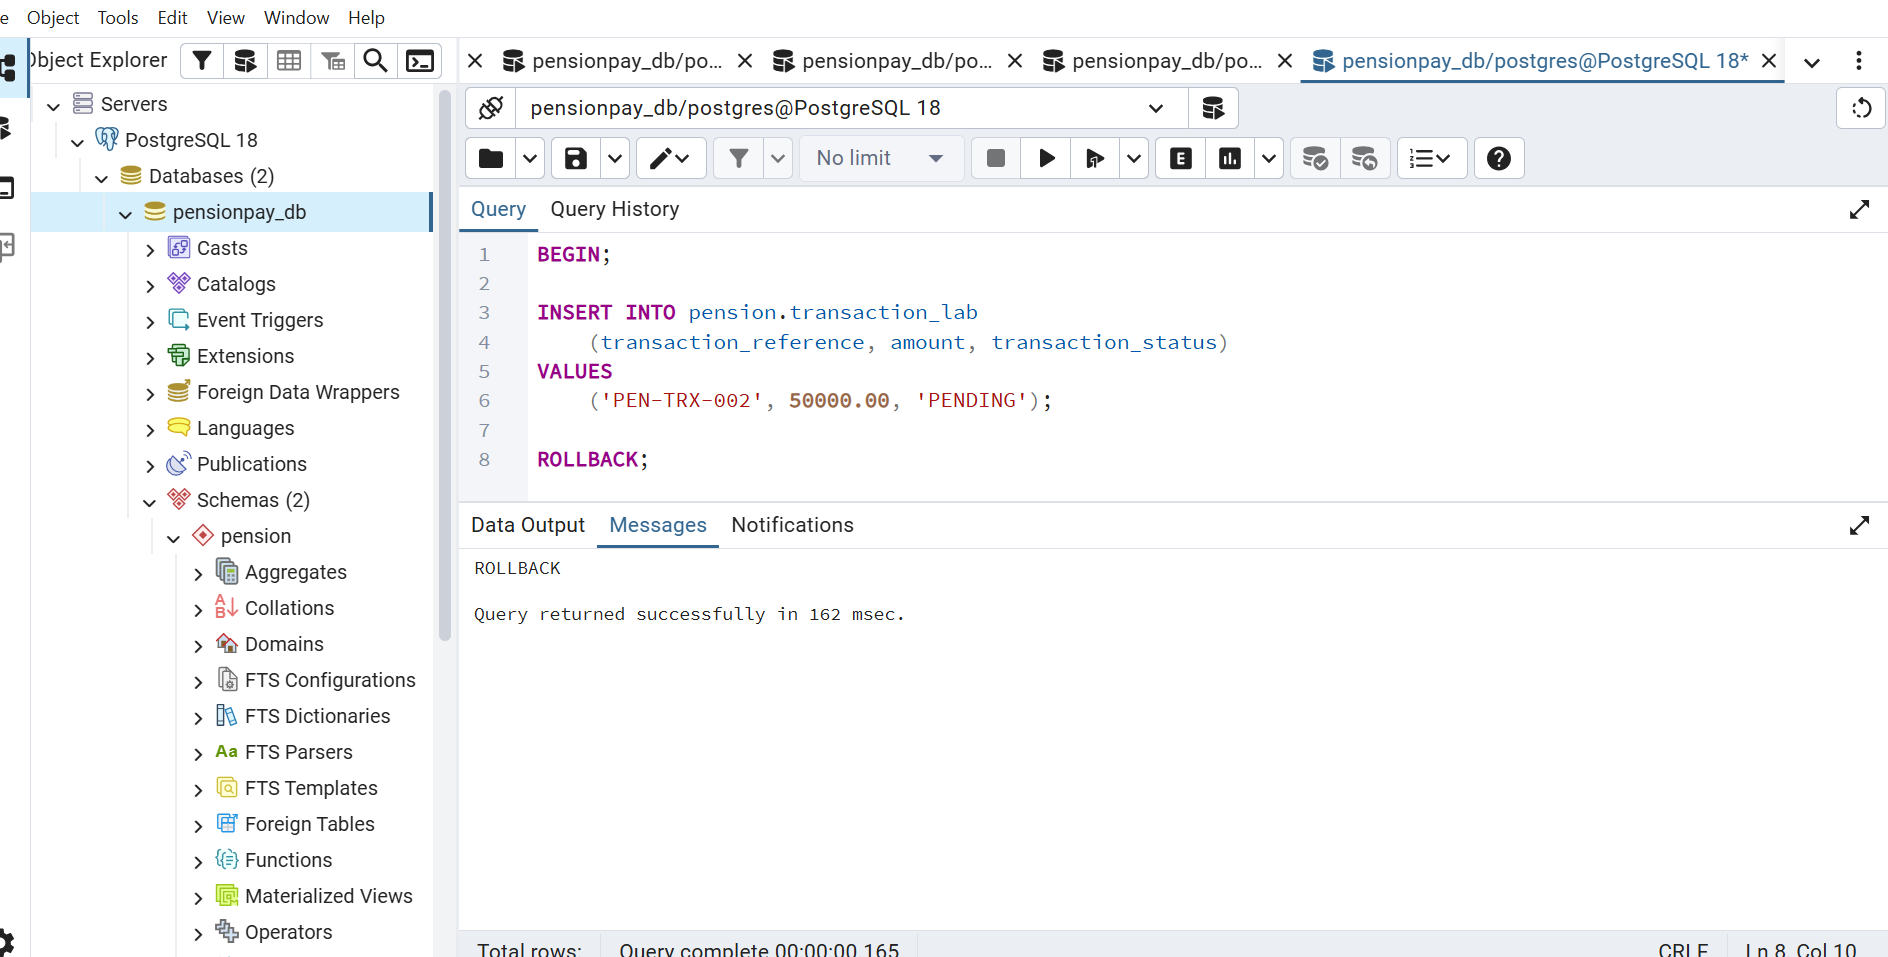 e Object Tools Edit View Window Help
Object Explorer
pensionpay_db/po...
pensionpay_db/po...
pensionpay_db/po...
pensionpay_db/postgres@PostgreSQL 18*
Servers
PostgreSQL 18
Databases (2)
pensionpay_db
Casts
Catalogs
Event Triggers
Extensions
Foreign Data Wrappers
Languages
Publications
Schemas (2)
pension
Aggregates
Collations
Domains
FTS Configurations
FTS Dictionaries
Aa FTS Parsers
FTS Templates
Foreign Tables
Functions
Materialized Views
Operators
pensionpay_db/postgres@PostgreSQL 18
No limit
E
Query Query History
1 BEGIN;
2
3 INSERT INTO pension.transaction_lab
4 (transaction_reference, amount, transaction_status)
5 VALUES
6 ('PEN-TRX-002', 50000.00, 'PENDING');
7
8 ROLLBACK;
Data Output Messages Notifications
ROLLBACK
Query returned successfully in 162 msec.
Total rows: Query complete 00:00:00.165 CRLF Ln 8, Col 10